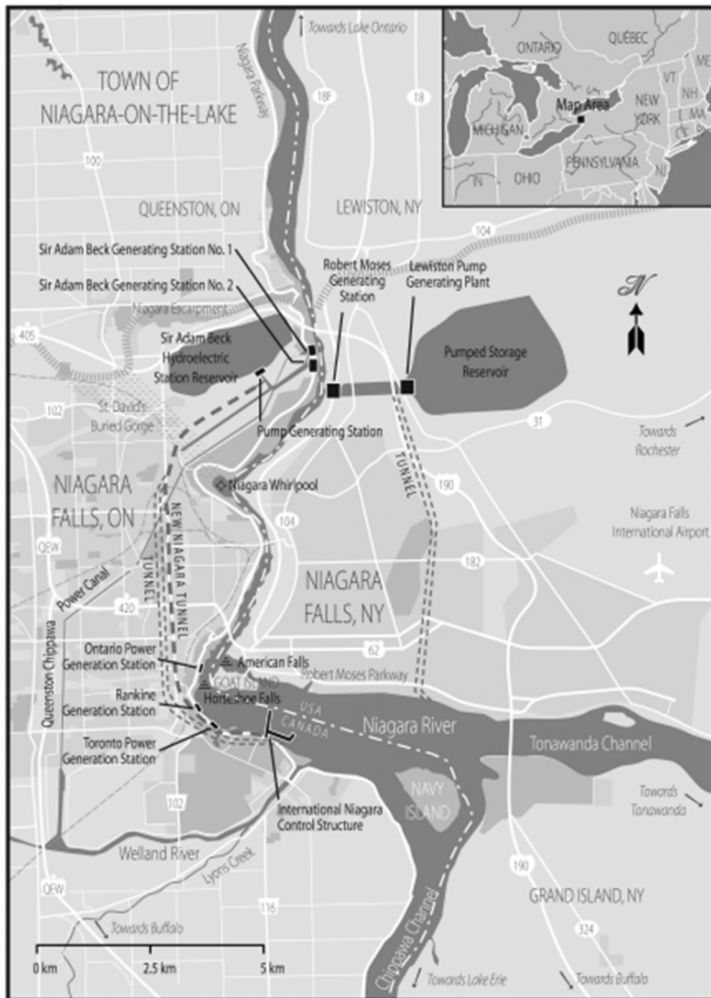 Towards Lake Ontario
Niagara Parkway
TOWN OF
NIAGARA-ON-THE-LAKE
18F
18
100
ONTARIO
QUÉBEC
ME
VT
NH
Map Area
NEW
YORK
MA
MICHIGAN
PENNSYLVANIA
NJ
IN
OHIO
QUEENSTON, ON
LEWISTON, NY
104
Sir Adam Beck Generating Station No. 1
Sir Adam Beck Generating Station No. 2
Robert Moses
Generating
Station
Lewiston Pump
Generating Plant
N
Niagara Escarpment
405
Sir Adam Beck
Hydroelectric
Station Reservoir
Pumped Storage
Reservoir
102
St. David's
Buried Gorge
Pump Generating Station
31
Towards
Rochester
TUNNEL
190
NIAGARA
FALLS, ON
Niagara Whirlpool
104
Niagara Falls
International Airport
QEW
TUNNEL
NEW NIAGARA TUNNEL
182
Power Canal
Queenston Chippawa
420
NIAGARA
FALLS, NY
62
Ontario Power
Generation Station
American Falls
GOAT ISLAND
Robert Moses Parkway
Rankine
Generation Station
Horseshoe Falls
USA
CANADA
Niagara River
Toronto Power
Generation Station
Tonawanda Channel
102
International Niagara
Control Structure
NAVY
ISLAND
Towards
Tonawanda
Welland River
Lyons Creek
190
QEW
116
GRAND ISLAND, NY
Towards Buffalo
Chippawa Channel
324
0 km
2.5 km
5 km
Towards Lake Erie
Towards Buffalo